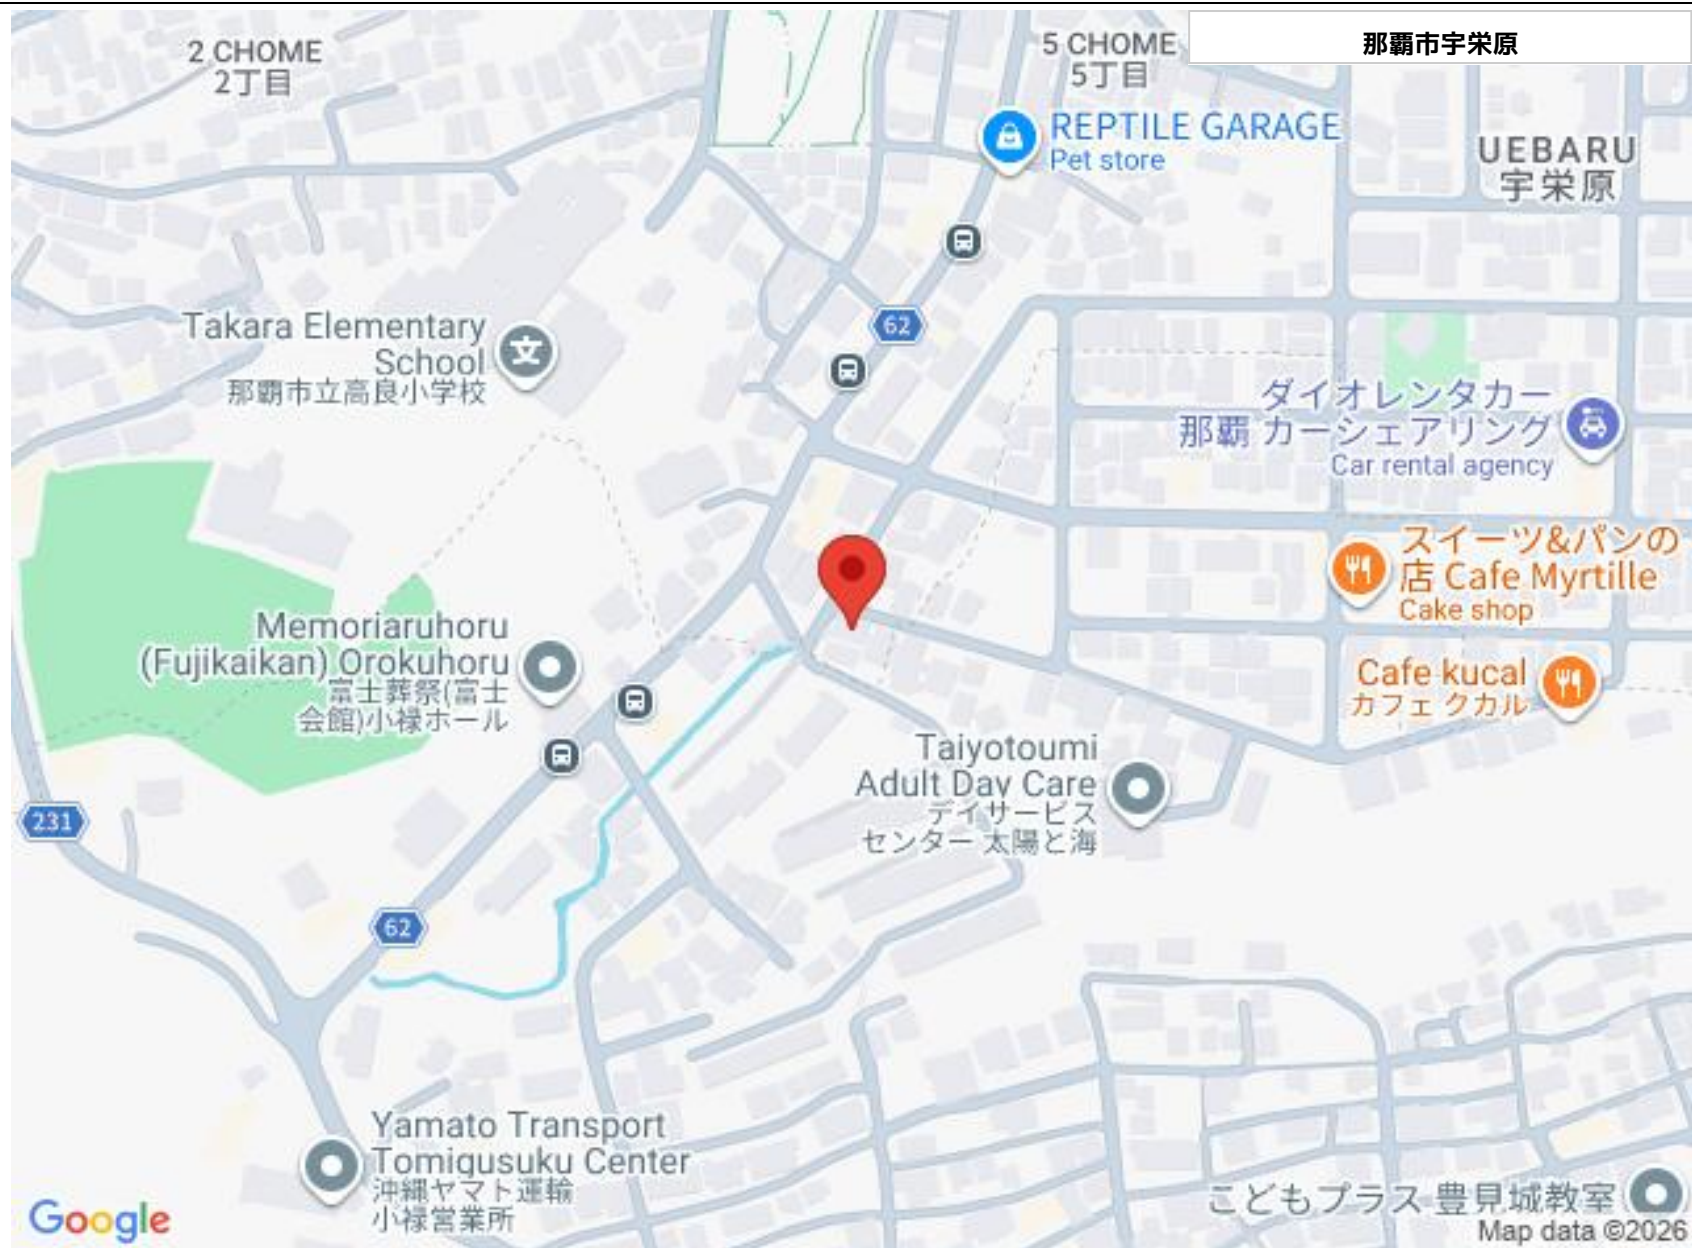 2 CHOME
2丁目
5 CHOME
5丁目
那覇市宇栄原
REPTILE GARAGE
Pet store
UEBARU
宇栄原
62
Takara Elementary
School
那覇市立高良小学校
文
ダイオレンタカー
那覇 カーシェアリング
Car rental agency
スイーツ&パンの
店 Cafe Myrtille
Cake shop
Memoriaruhoru
(Fujikaikan) Orokuhoru
富士葬祭(富士
会館)小禄ホール
Cafe kucal
カフェ クカル
Taiyotoumi
Adult Day Care
デイサービス
センター 太陽と海
231
62
Yamato Transport
Tomigusuku Center
沖縄ヤマト運輸
小禄営業所
こどもプラス 豊見城教室
Google
Map data ©2026